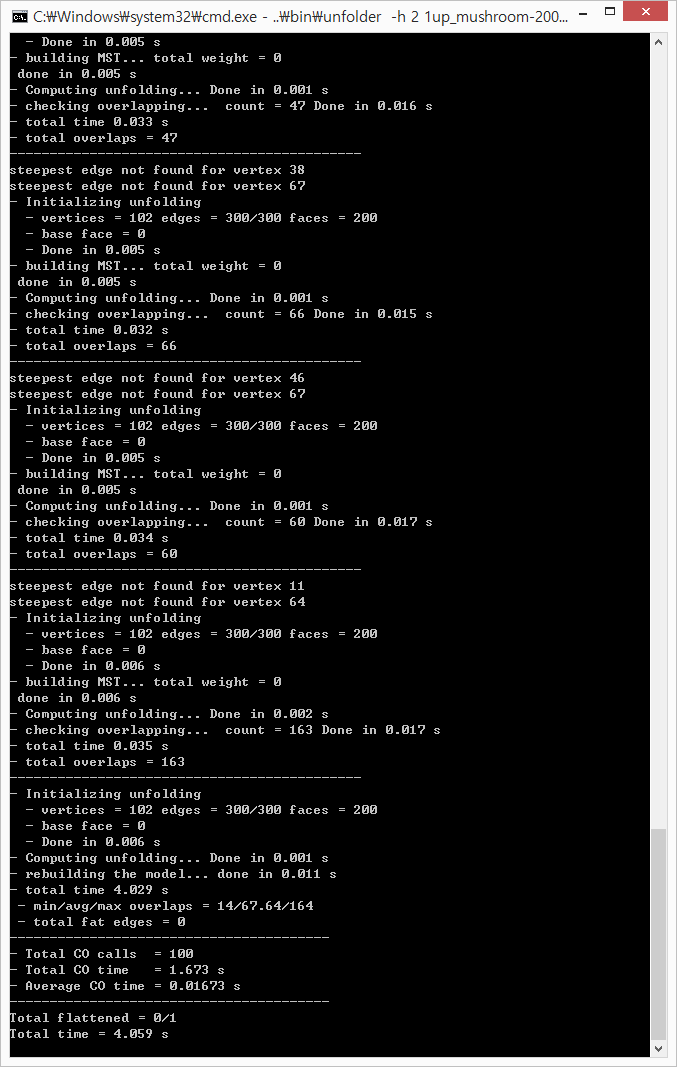 C:₩Windows₩system32₩cmd.exe - ..₩bin₩unfolder  -h 2 1up_mushroom-200...
  - Done in 0.005 s
- building MST... total weight = 0
 done in 0.005 s
- Computing unfolding... Done in 0.001 s
- checking overlapping...  count = 47 Done in 0.016 s
- total time 0.033 s
- total overlaps = 47
--------------------------------------------
steepest edge not found for vertex 38
steepest edge not found for vertex 67
- Initializing unfolding
  - vertices = 102 edges = 300/300 faces = 200
  - base face = 0
  - Done in 0.005 s
- building MST... total weight = 0
 done in 0.005 s
- Computing unfolding... Done in 0.001 s
- checking overlapping...  count = 66 Done in 0.015 s
- total time 0.032 s
- total overlaps = 66
--------------------------------------------
steepest edge not found for vertex 46
steepest edge not found for vertex 67
- Initializing unfolding
  - vertices = 102 edges = 300/300 faces = 200
  - base face = 0
  - Done in 0.005 s
- building MST... total weight = 0
 done in 0.005 s
- Computing unfolding... Done in 0.001 s
- checking overlapping...  count = 60 Done in 0.017 s
- total time 0.034 s
- total overlaps = 60
--------------------------------------------
steepest edge not found for vertex 11
steepest edge not found for vertex 64
- Initializing unfolding
  - vertices = 102 edges = 300/300 faces = 200
  - base face = 0
  - Done in 0.006 s
- building MST... total weight = 0
 done in 0.006 s
- Computing unfolding... Done in 0.002 s
- checking overlapping...  count = 163 Done in 0.017 s
- total time 0.035 s
- total overlaps = 163
--------------------------------------------
- Initializing unfolding
  - vertices = 102 edges = 300/300 faces = 200
  - base face = 0
  - Done in 0.006 s
- Computing unfolding... Done in 0.001 s
- rebuilding the model... done in 0.011 s
- total time 4.029 s
 - min/avg/max overlaps = 14/67.64/164
 - total fat edges = 0
----------------------------------------
- Total CO calls  = 100
- Total CO time   = 1.673 s
- Average CO time = 0.01673 s
----------------------------------------
Total flattened = 0/1
Total time = 4.059 s